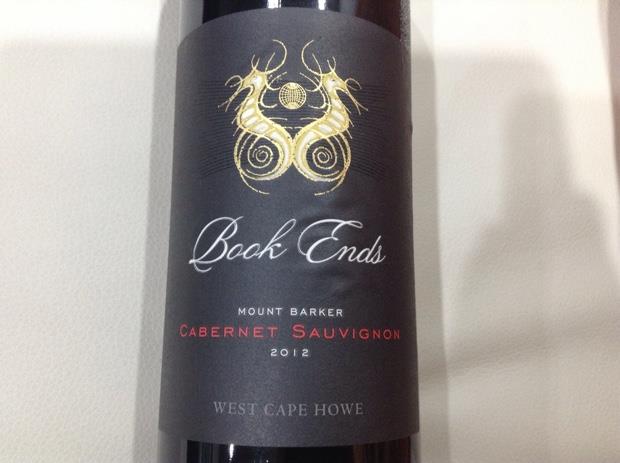 Book Ends
MOUNT BARKER
CABERNET SAUVIGNON
2012
WEST CAPE HOWE